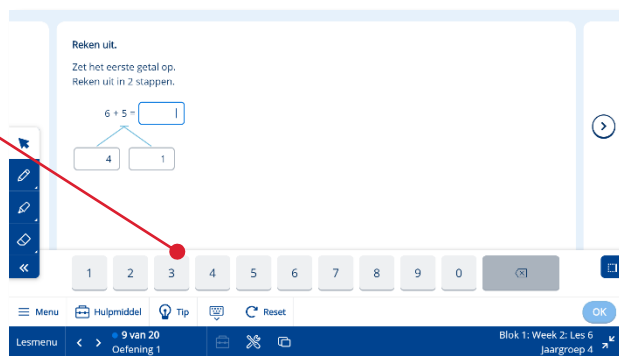 Reken uit.
Zet het eerste getal op.
Reken uit in 2 stappen.
6 + 5 =
4 1
1 2 3 4 5 6 7 8 9 0
Menu Hulpmiddel Tip Reset OK
Lesmenu 9 van 20 Blok 1: Week 2: Les 6
Oefening 1 Jaargroep 4